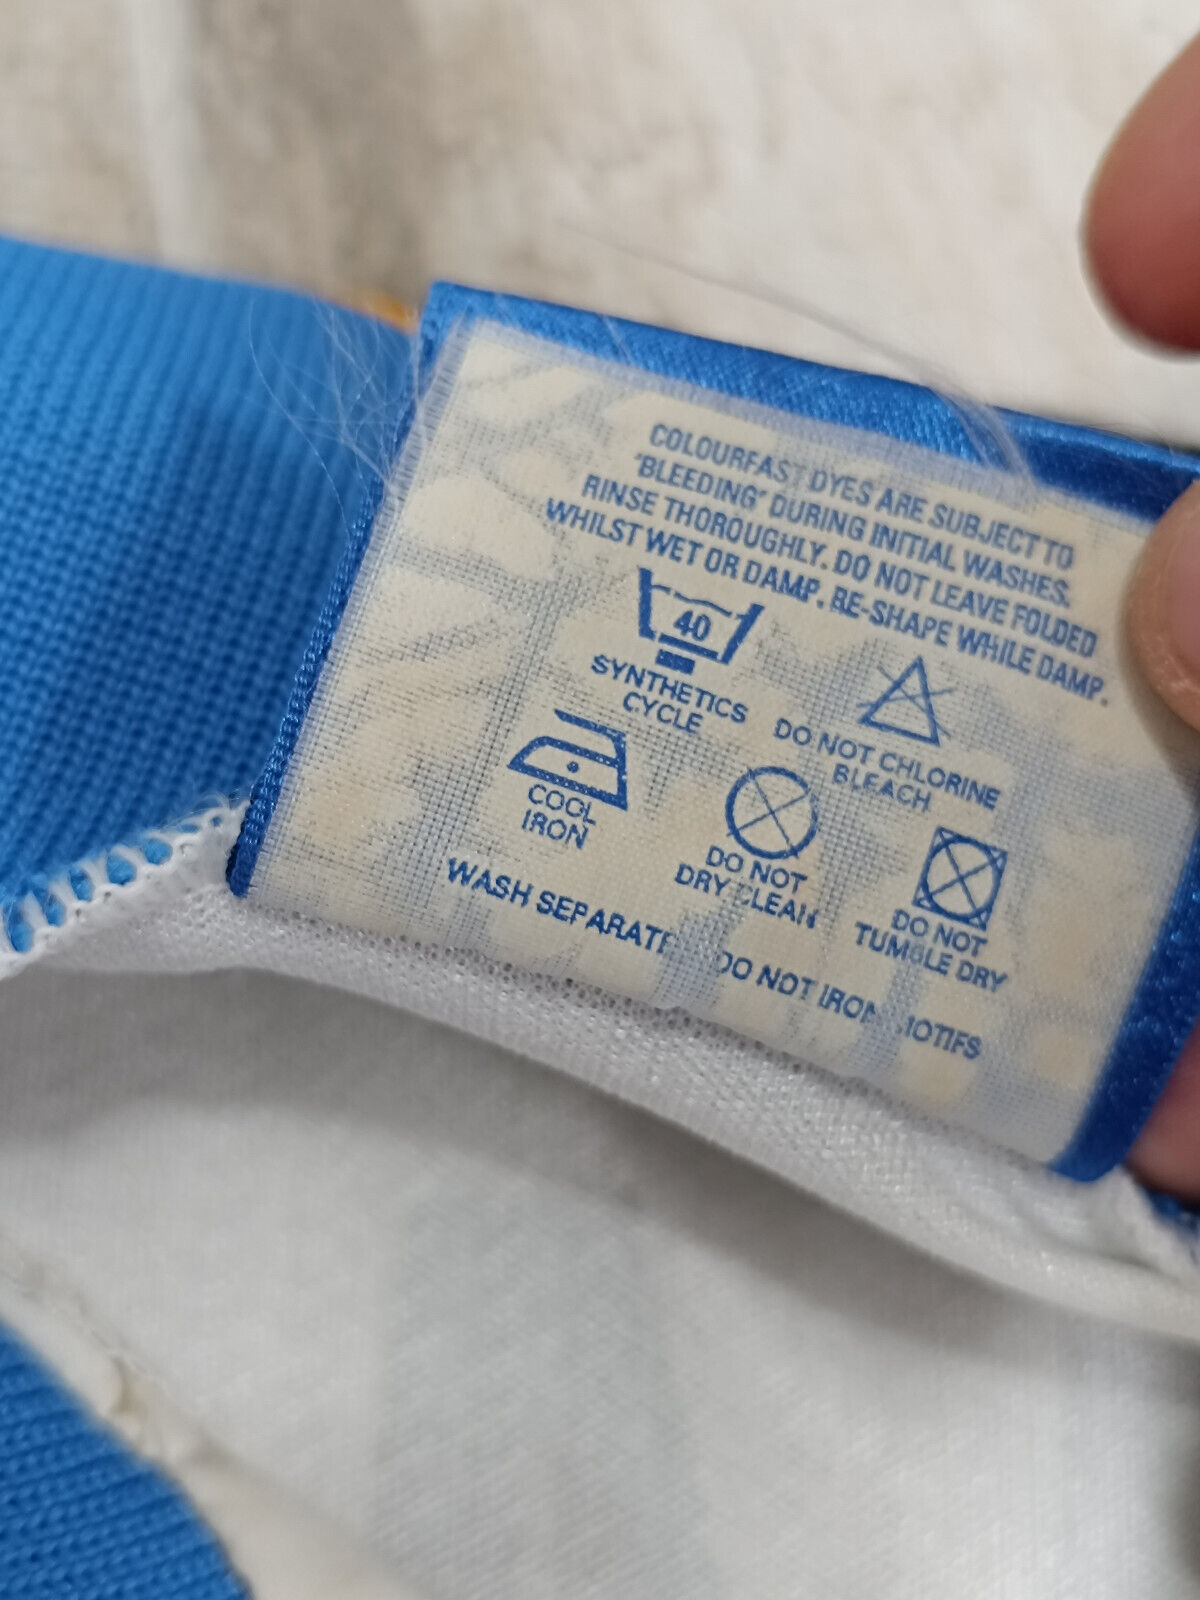 COLOURFAST DYES ARE SUBJECT TO
'BLEEDING' DURING INITIAL WASHES.
RINSE THOROUGHLY. DO NOT LEAVE FOLDED
WHILST WET OR DAMP. RE-SHAPE WHILE DAMP.
40
SYNTHETICS
CYCLE
DO NOT CHLORINE
BLEACH
COOL
IRON
DO NOT
DRY CLEAN
DO NOT
TUMBLE DRY
WASH SEPARATE DO NOT IRON MOTIFS